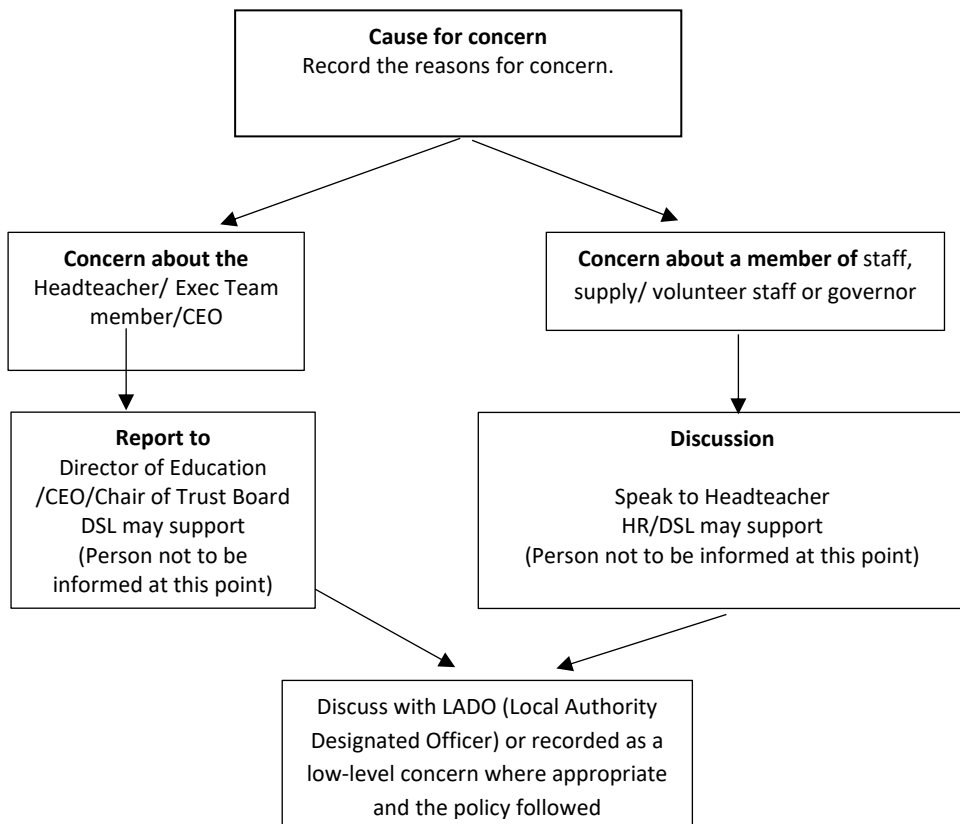 Cause for concern
Record the reasons for concern.
Concern about the
Headteacher/ Exec Team
member/CEO
Concern about a member of staff,
supply/ volunteer staff or governor
Report to
Director of Education
/CEO/Chair of Trust Board
DSL may support
(Person not to be
informed at this point)
Discussion
Speak to Headteacher
HR/DSL may support
(Person not to be informed at this point)
Discuss with LADO (Local Authority
Designated Officer) or recorded as a
low-level concern where appropriate
and the policy followed